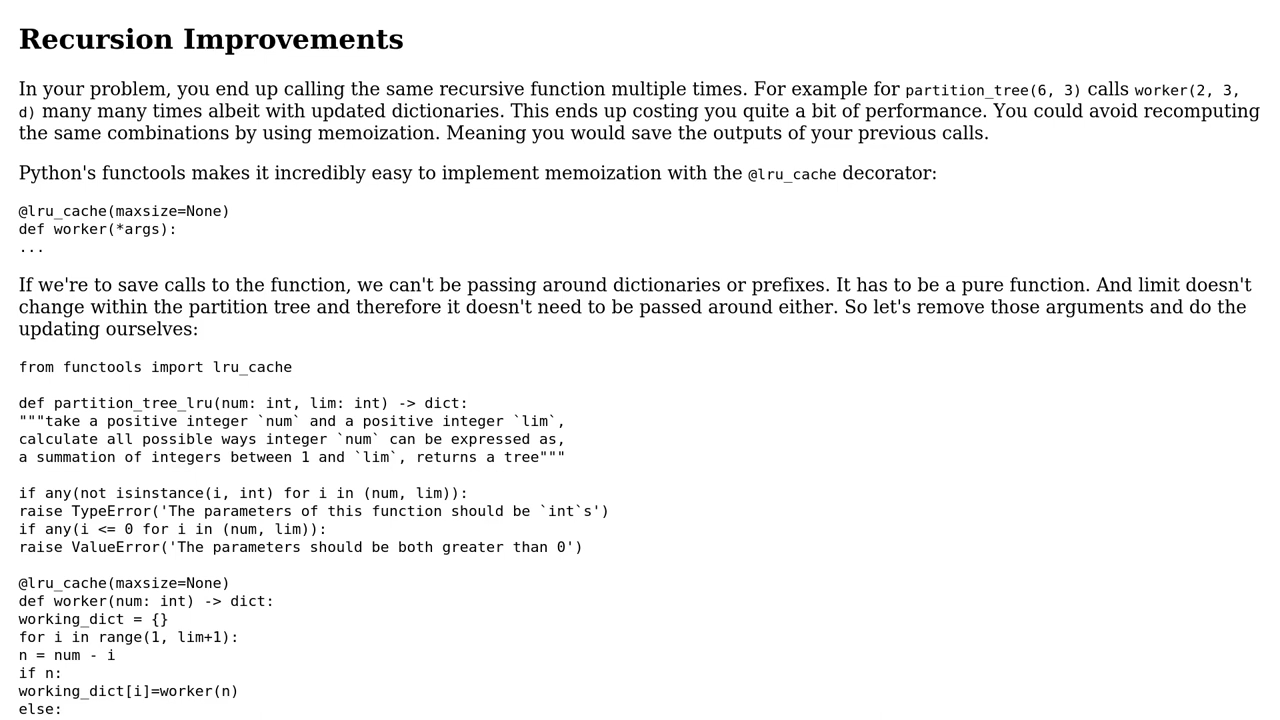 Recursion Improvements
In your problem, you end up calling the same recursive function multiple times. For example for partition_tree(6, 3) calls worker(2, 3,
d) many many times albeit with updated dictionaries. This ends up costing you quite a bit of performance. You could avoid recomputing
the same combinations by using memoization. Meaning you would save the outputs of your previous calls.
Python's functools makes it incredibly easy to implement memoization with the @lru_cache decorator:
@lru_cache(maxsize=None)
def worker(*args):
...
If we're to save calls to the function, we can't be passing around dictionaries or prefixes. It has to be a pure function. And limit doesn't
change within the partition tree and therefore it doesn't need to be passed around either. So let's remove those arguments and do the
updating ourselves:
from functools import lru_cache
def partition_tree_lru(num: int, lim: int) -> dict:
"""take a positive integer `num` and a positive integer `lim`,
calculate all possible ways integer `num` can be expressed as,
a summation of integers between 1 and `lim`, returns a tree"""
if any(not isinstance(i, int) for i in (num, lim)):
raise TypeError('The parameters of this function should be `int`s')
if any(i <= 0 for i in (num, lim)):
raise ValueError('The parameters should be both greater than 0')
@lru_cache(maxsize=None)
def worker(num: int) -> dict:
working_dict = {}
for i in range(1, lim+1):
n = num - i
if n:
working_dict[i]=worker(n)
else: